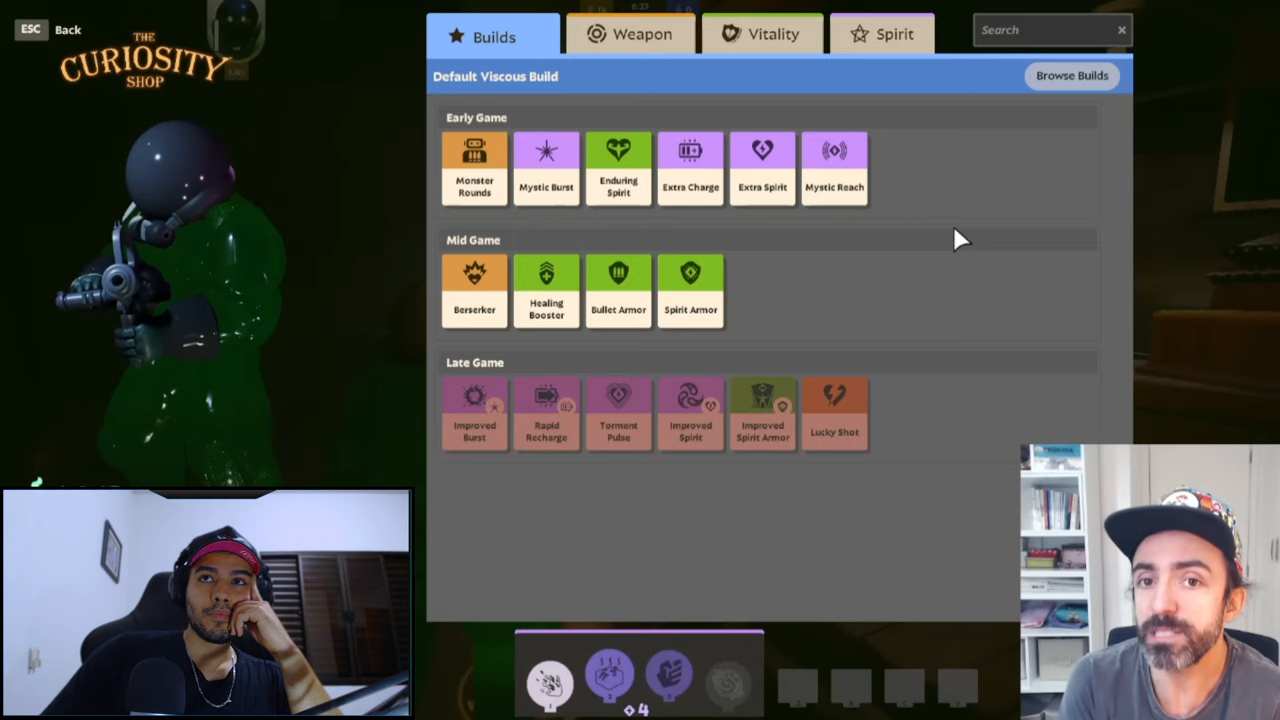 ESC Back
THE
CURIOSITY
SHOP
6:23
Builds
Weapon
Vitality
Spirit
Search
Default Viscous Build
Browse Builds
Early Game
Monster
Rounds
Mystic Burst
Enduring
Spirit
Extra Charge
Extra Spirit
Mystic Reach
Mid Game
Berserker
Healing
Booster
Bullet Armor
Spirit Armor
Late Game
Improved
Burst
Rapid
Recharge
Torment
Pulse
Improved
Spirit
Improved
Spirit Armor
Lucky Shot
4